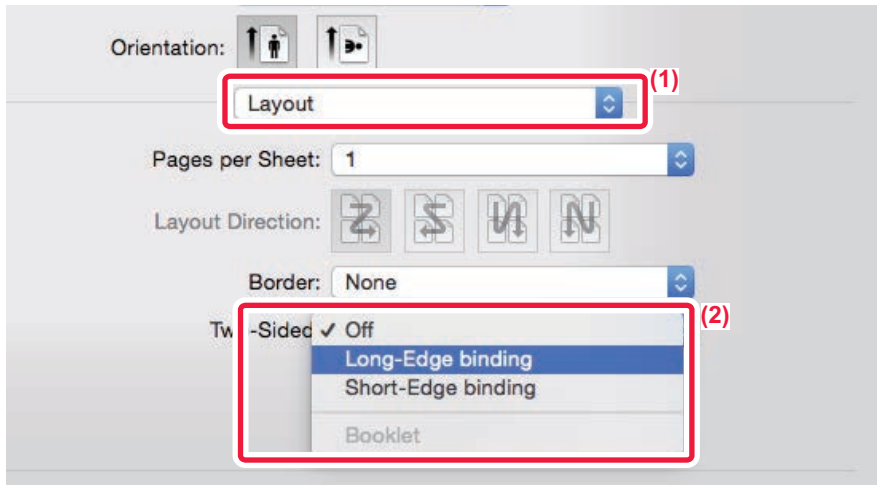 Orientation:
(1)
Layout
Pages per Sheet: 1
Layout Direction:
Border: None
(2)
Tw -Sided ✓ Off
Long-Edge binding
Short-Edge binding
Booklet